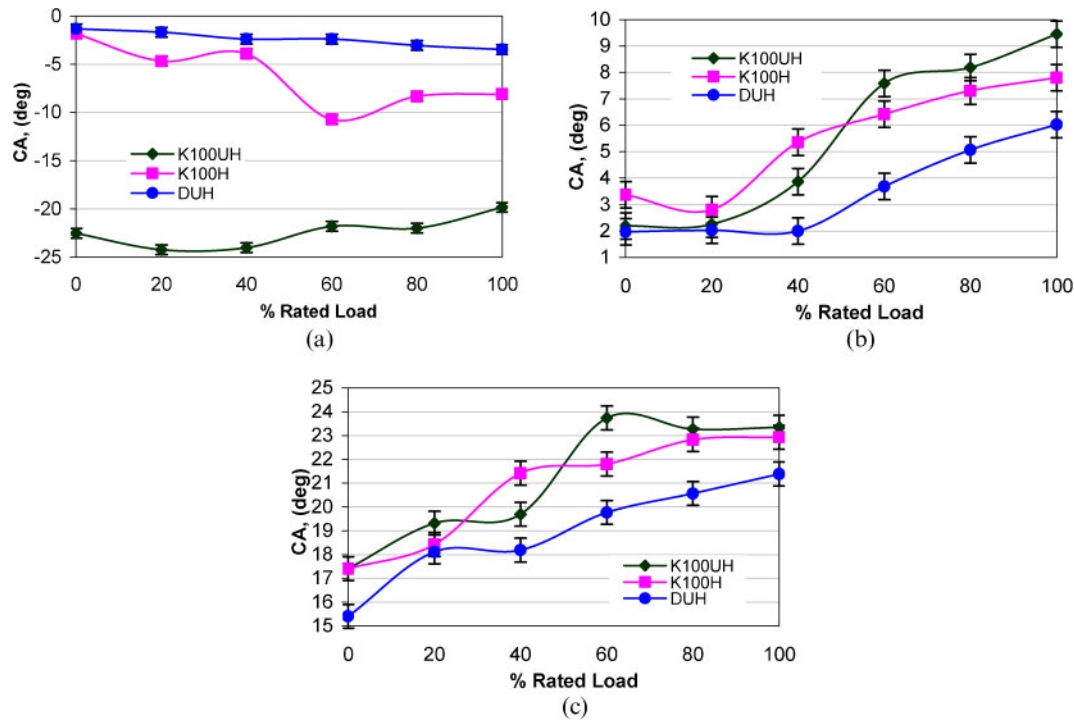 0
-5
-10
-15
-20
-25
CA, (deg)
K100UH
K100H
DUH
0 20 40 60 80 100
% Rated Load
(a)
10
9
8
7
6
5
4
3
2
1
CA, (deg)
K100UH
K100H
DUH
0 20 40 60 80 100
% Rated Load
(b)
25
24
23
22
21
20
19
18
17
16
15
CA, (deg)
K100UH
K100H
DUH
0 20 40 60 80 100
% Rated Load
(c)